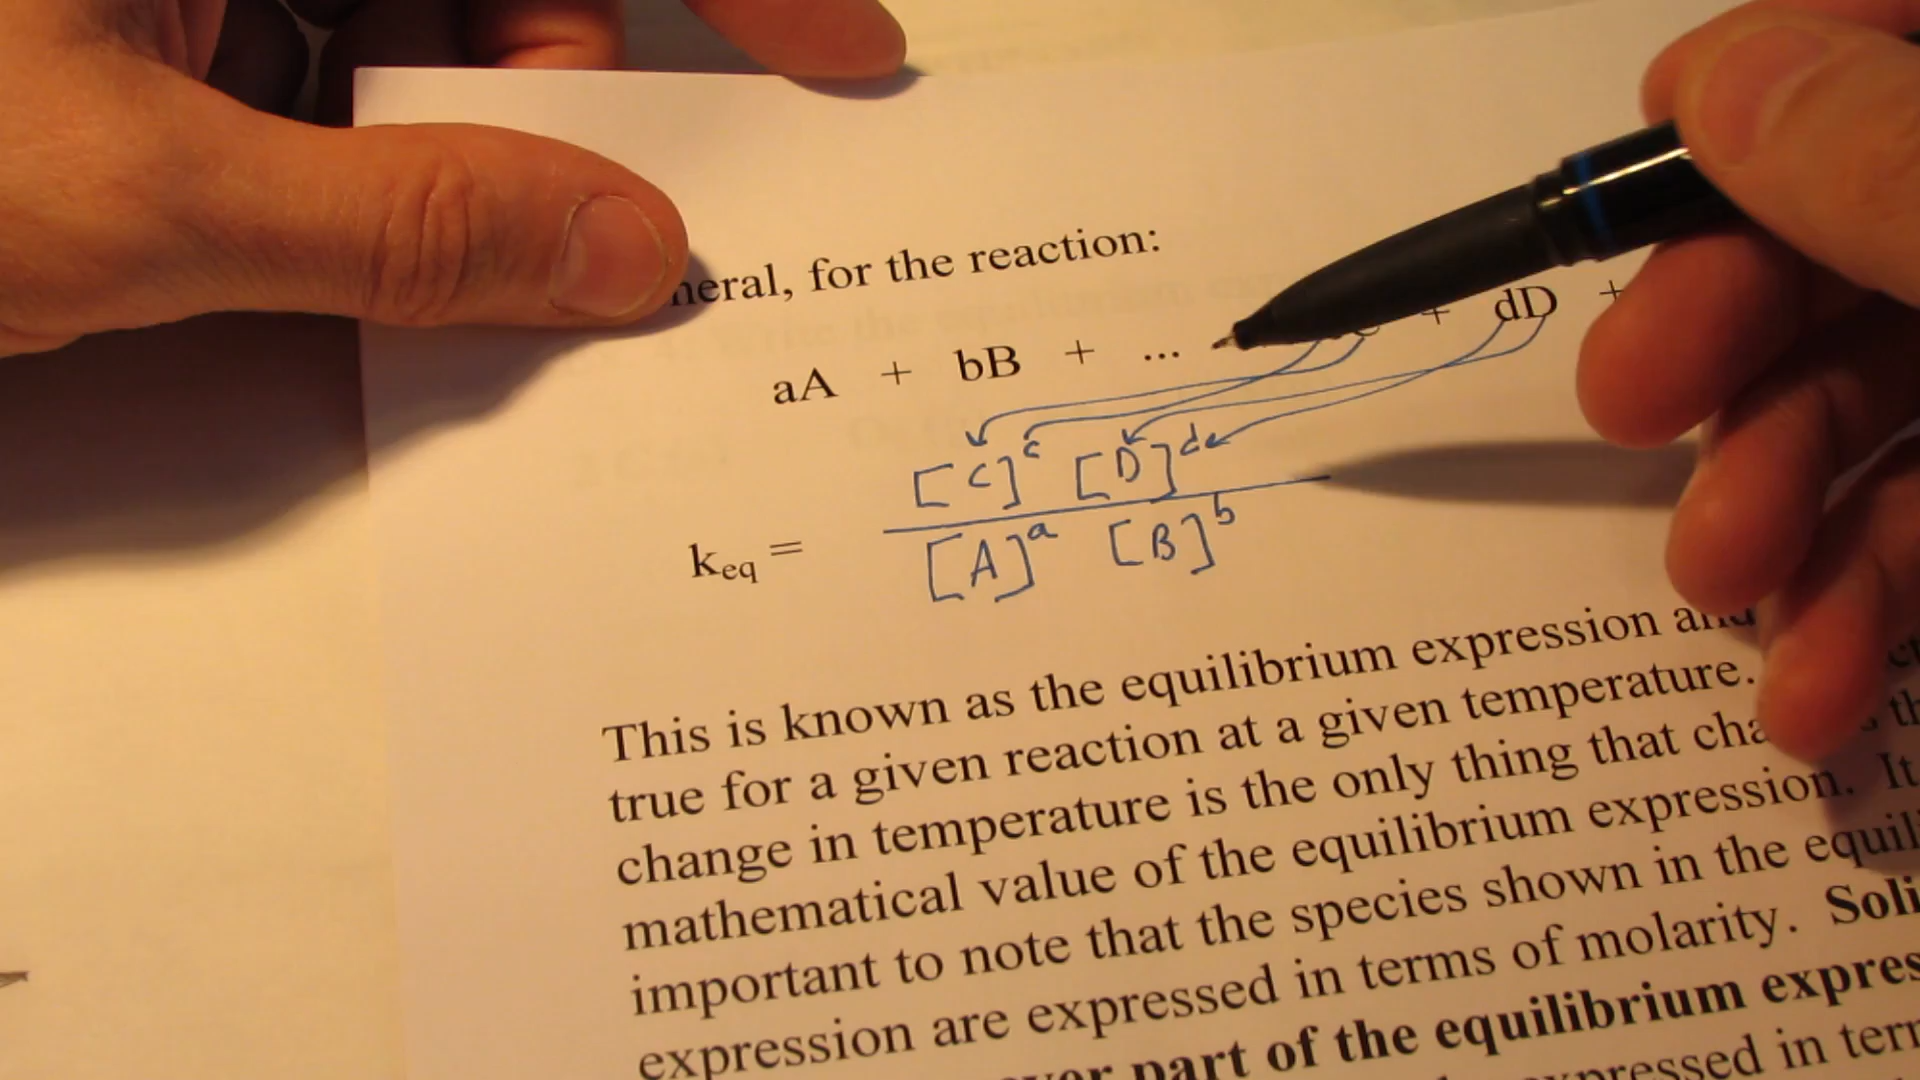 neral, for the reaction:
aA + bB + ... + dD +
[C]ᶜ [D]ᵈ
k_eq =
[A]ᵃ [B]ᵇ
This is known as the equilibrium expression and
true for a given reaction at a given temperature.
change in temperature is the only thing that cha
mathematical value of the equilibrium expression. It
important to note that the species shown in the equili
expression are expressed in terms of molarity. Soli
part of the equilibrium expres
expressed in tern